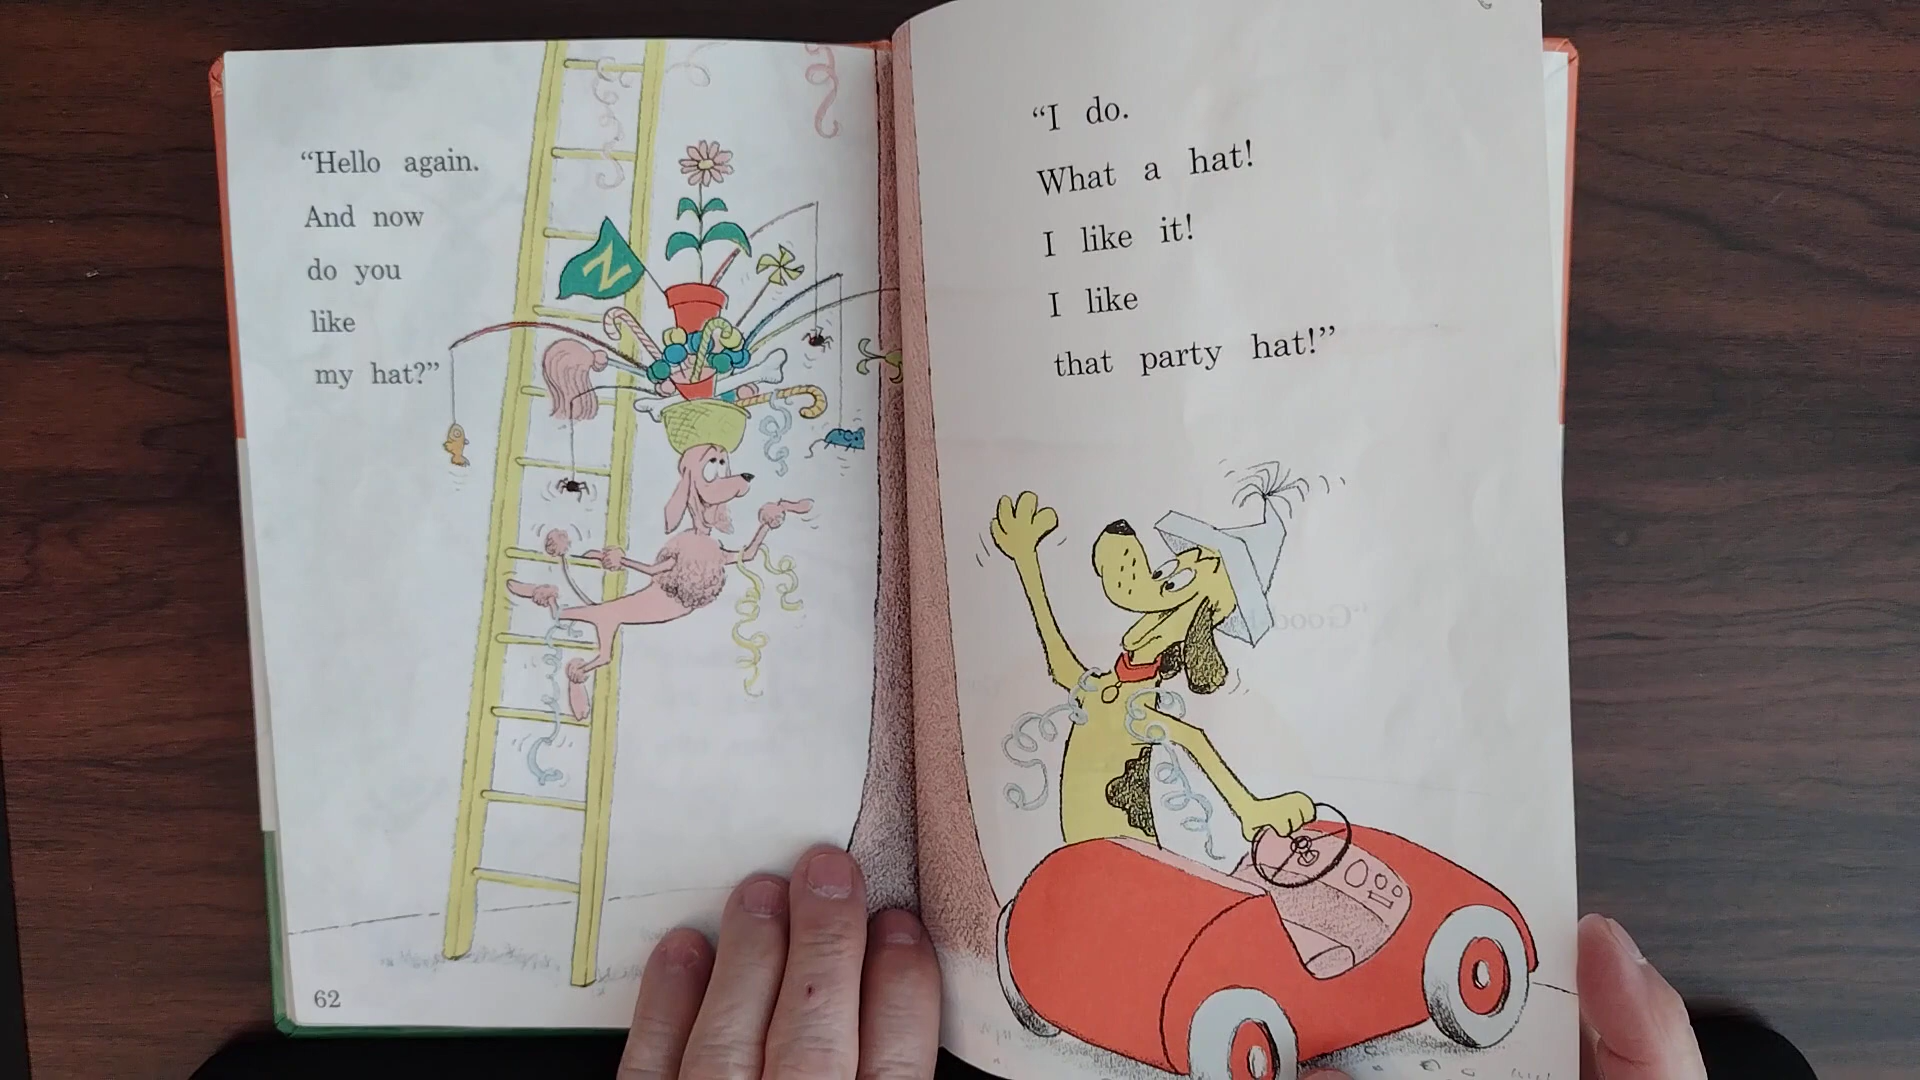 “Hello again.
And now
do you
like
my hat?”
N
62
“I do.
What a hat!
I like it!
I like
that party hat!”